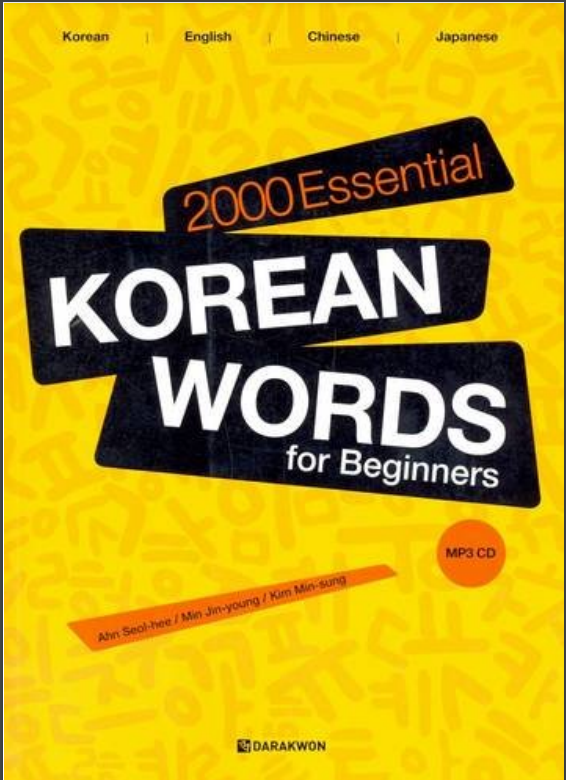 Korean | English | Chinese | Japanese
2000 Essential
KOREAN
WORDS
for Beginners
MP3 CD
Ahn Seol-hee / Min Jin-young / Kim Min-sung
DARAKWON